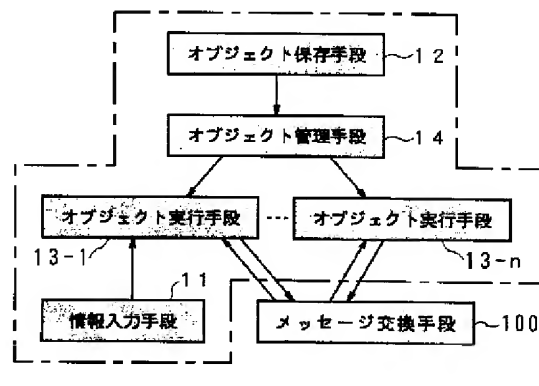 オブジェクト保存手段 12
オブジェクト管理手段 14
オブジェクト実行手段 オブジェクト実行手段
13-1 13-n
11
情報入力手段 メッセージ交換手段 100